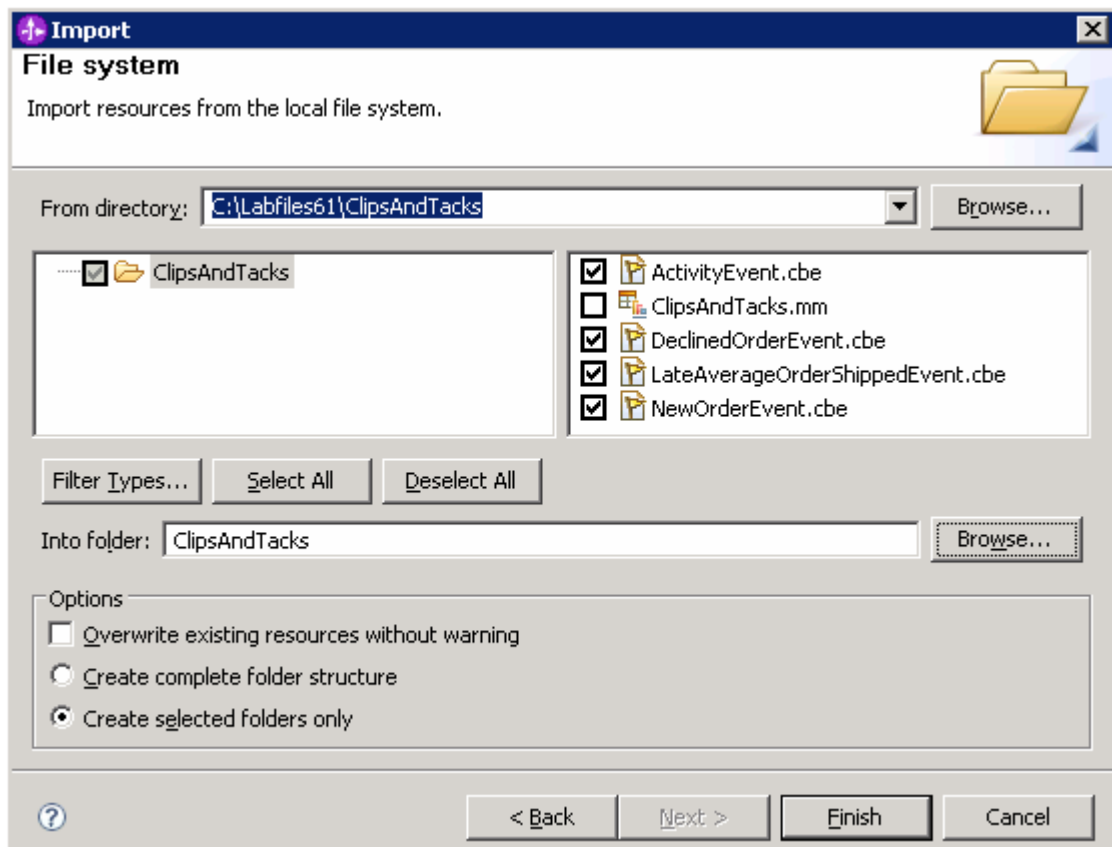 Import
File system
Import resources from the local file system.
From directory: C:\Labfiles61\ClipsAndTacks Browse...
ClipsAndTacks
ActivityEvent.cbe
ClipsAndTacks.mm
DeclinedOrderEvent.cbe
LateAverageOrderShippedEvent.cbe
NewOrderEvent.cbe
Filter Types... Select All Deselect All
Into folder: ClipsAndTacks Browse...
Options
Overwrite existing resources without warning
Create complete folder structure
Create selected folders only
? < Back Next > Finish Cancel